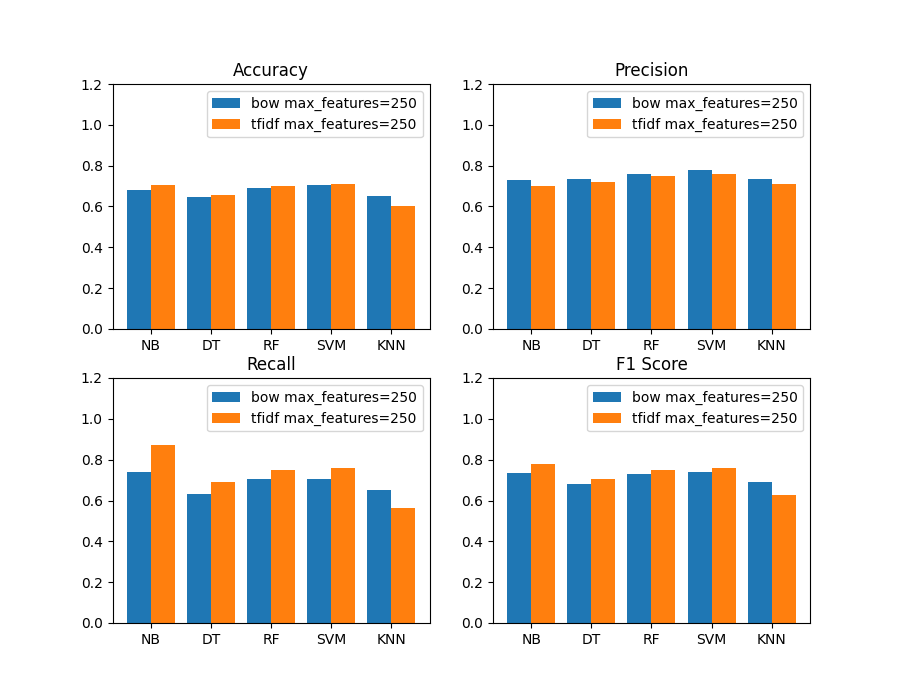 Accuracy
1.2
1.0
0.8
0.6
0.4
0.2
0.0
bow max_features=250
tfidf max_features=250
NB DT RF SVM KNN
Precision
1.2
1.0
0.8
0.6
0.4
0.2
0.0
bow max_features=250
tfidf max_features=250
NB DT RF SVM KNN
Recall
1.2
1.0
0.8
0.6
0.4
0.2
0.0
bow max_features=250
tfidf max_features=250
NB DT RF SVM KNN
F1 Score
1.2
1.0
0.8
0.6
0.4
0.2
0.0
bow max_features=250
tfidf max_features=250
NB DT RF SVM KNN